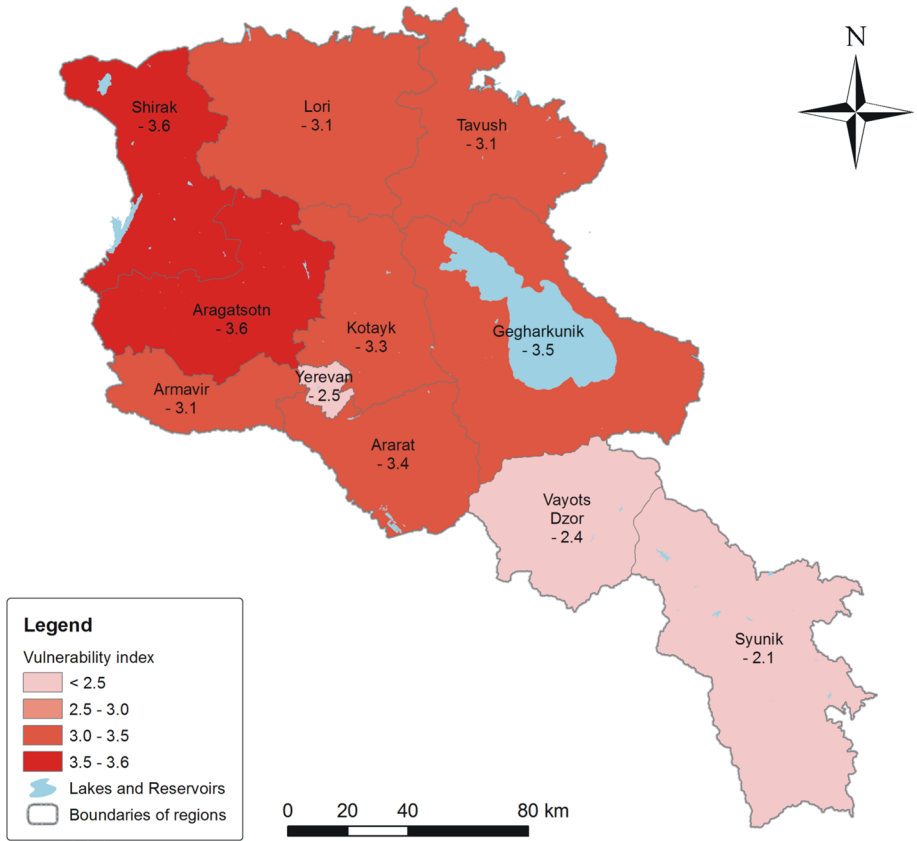 N
Shirak
- 3.6
Lori
- 3.1
Tavush
- 3.1
Aragatsotn
- 3.6
Kotayk
- 3.3
Gegharkunik
- 3.5
Yerevan
- 2.5
Armavir
- 3.1
Ararat
- 3.4
Vayots
Dzor
- 2.4
Syunik
- 2.1
Legend
Vulnerability index
< 2.5
2.5 - 3.0
3.0 - 3.5
3.5 - 3.6
Lakes and Reservoirs
Boundaries of regions
0 20 40 80 km